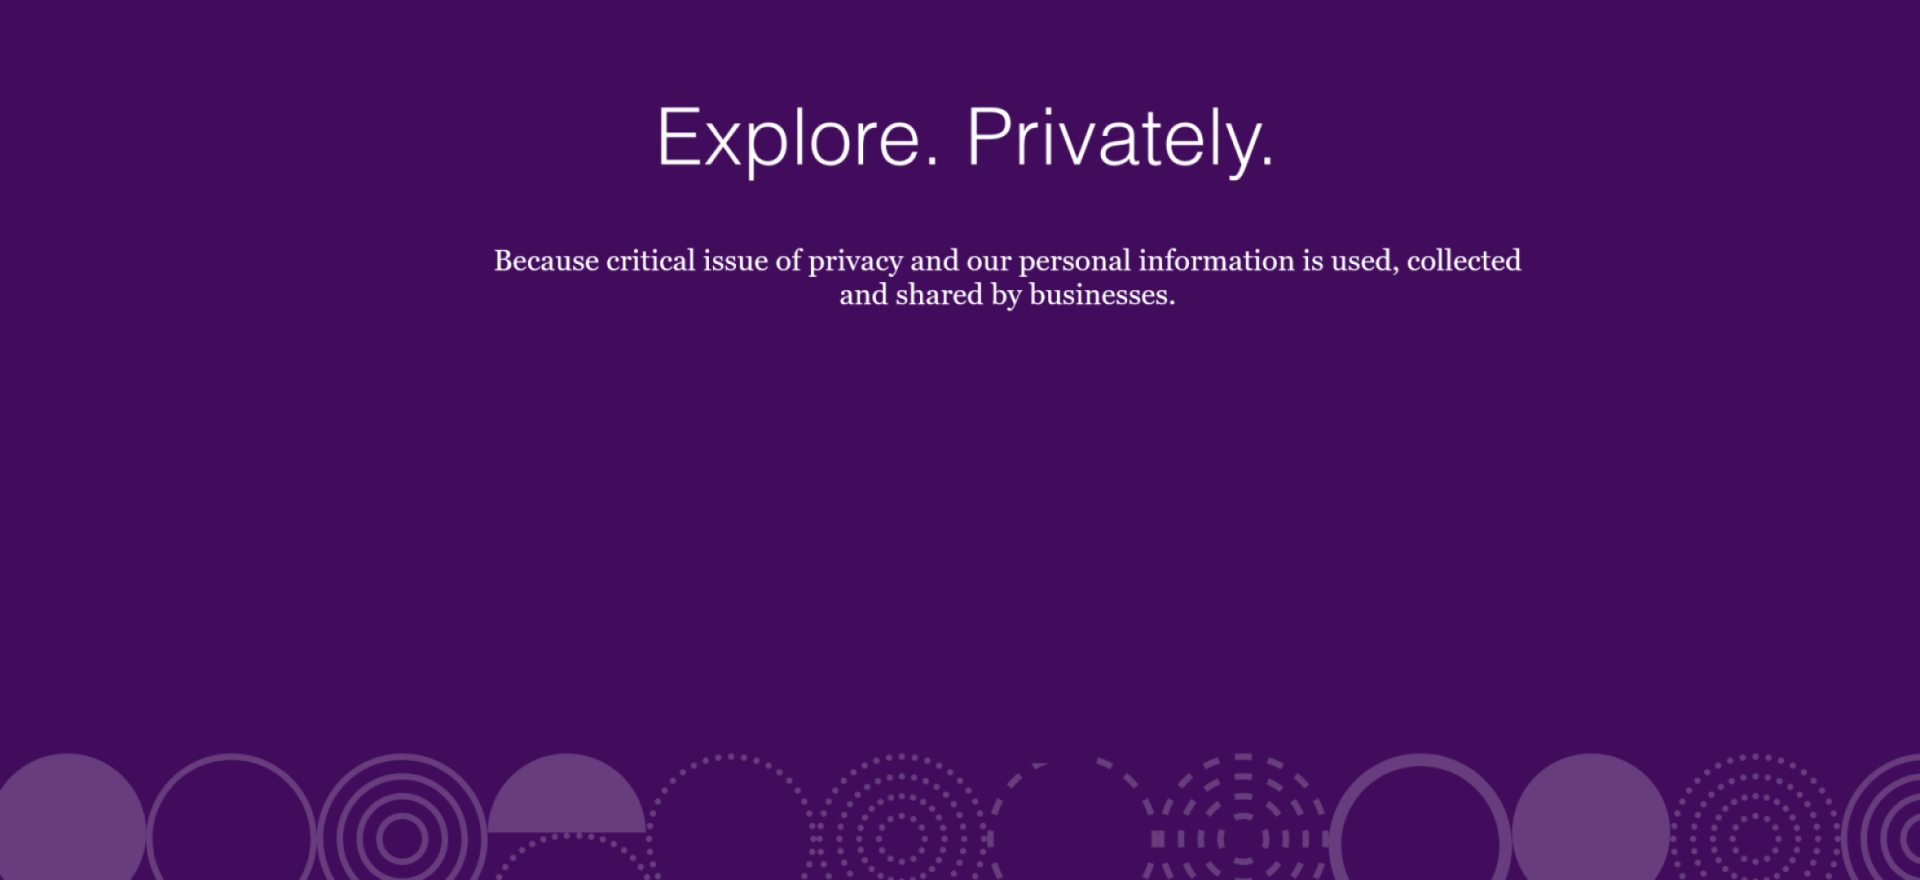 Explore. Privately.
Because critical issue of privacy and our personal information is used, collected
and shared by businesses.